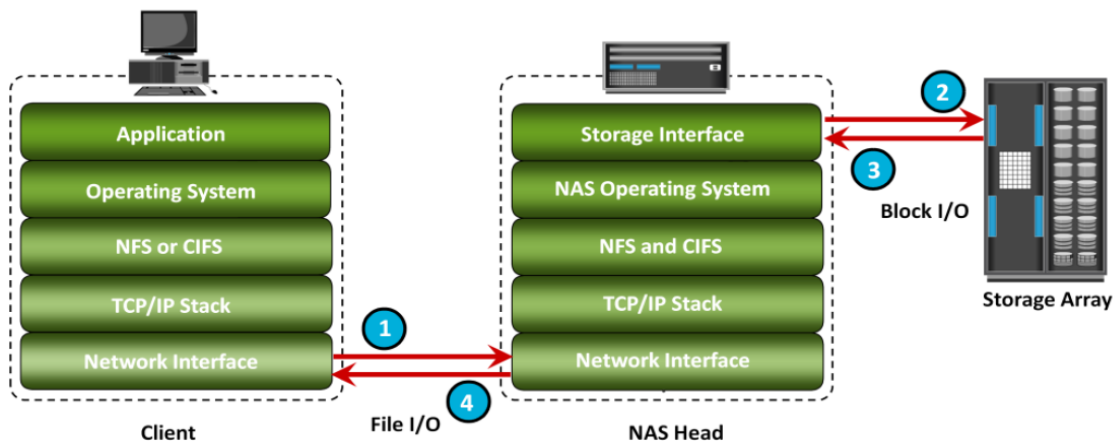 Application
Operating System
NFS or CIFS
TCP/IP Stack
Network Interface
Client
1
4
File I/O
Storage Interface
NAS Operating System
NFS and CIFS
TCP/IP Stack
Network Interface
NAS Head
2
3
Block I/O
Storage Array